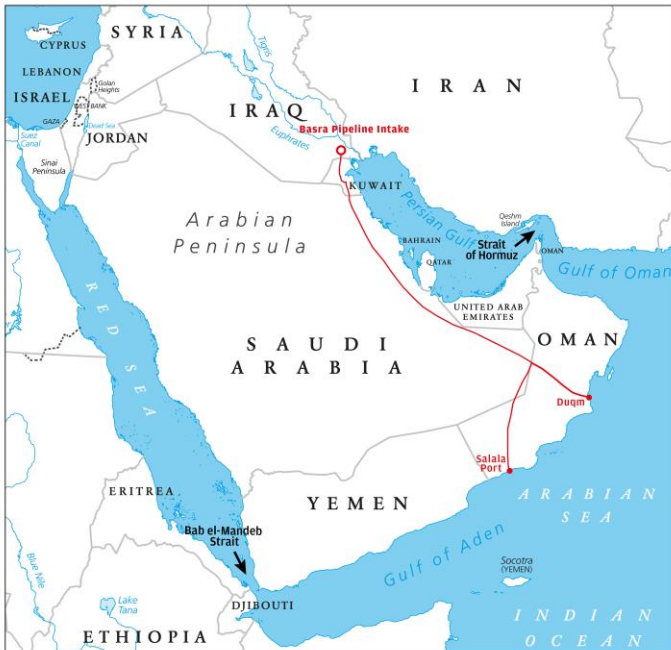 SYRIA
CYPRUS
LEBANON
Golan
Heights
ISRAEL
WEST BANK
GAZA
Dead Sea
JORDAN
Suez
Canal
Sinai
Peninsula
Tigris
IRAQ
IRAN
Basra Pipeline Intake
Euphrates
KUWAIT
Persian Gulf
Qeshm
Island
Strait
of Hormuz
OMAN
Gulf of Oman
BAHRAIN
QATAR
Arabian
Peninsula
UNITED ARAB
EMIRATES
RED SEA
SAUDI
ARABIA
OMAN
Duqm
Salala
Port
ERITREA
YEMEN
ARABIAN
SEA
Bab el-Mandeb
Strait
Gulf of Aden
Socotra
(YEMEN)
Blue Nile
Lake
Tana
DJIBOUTI
ETHIOPIA
INDIAN
OCEAN